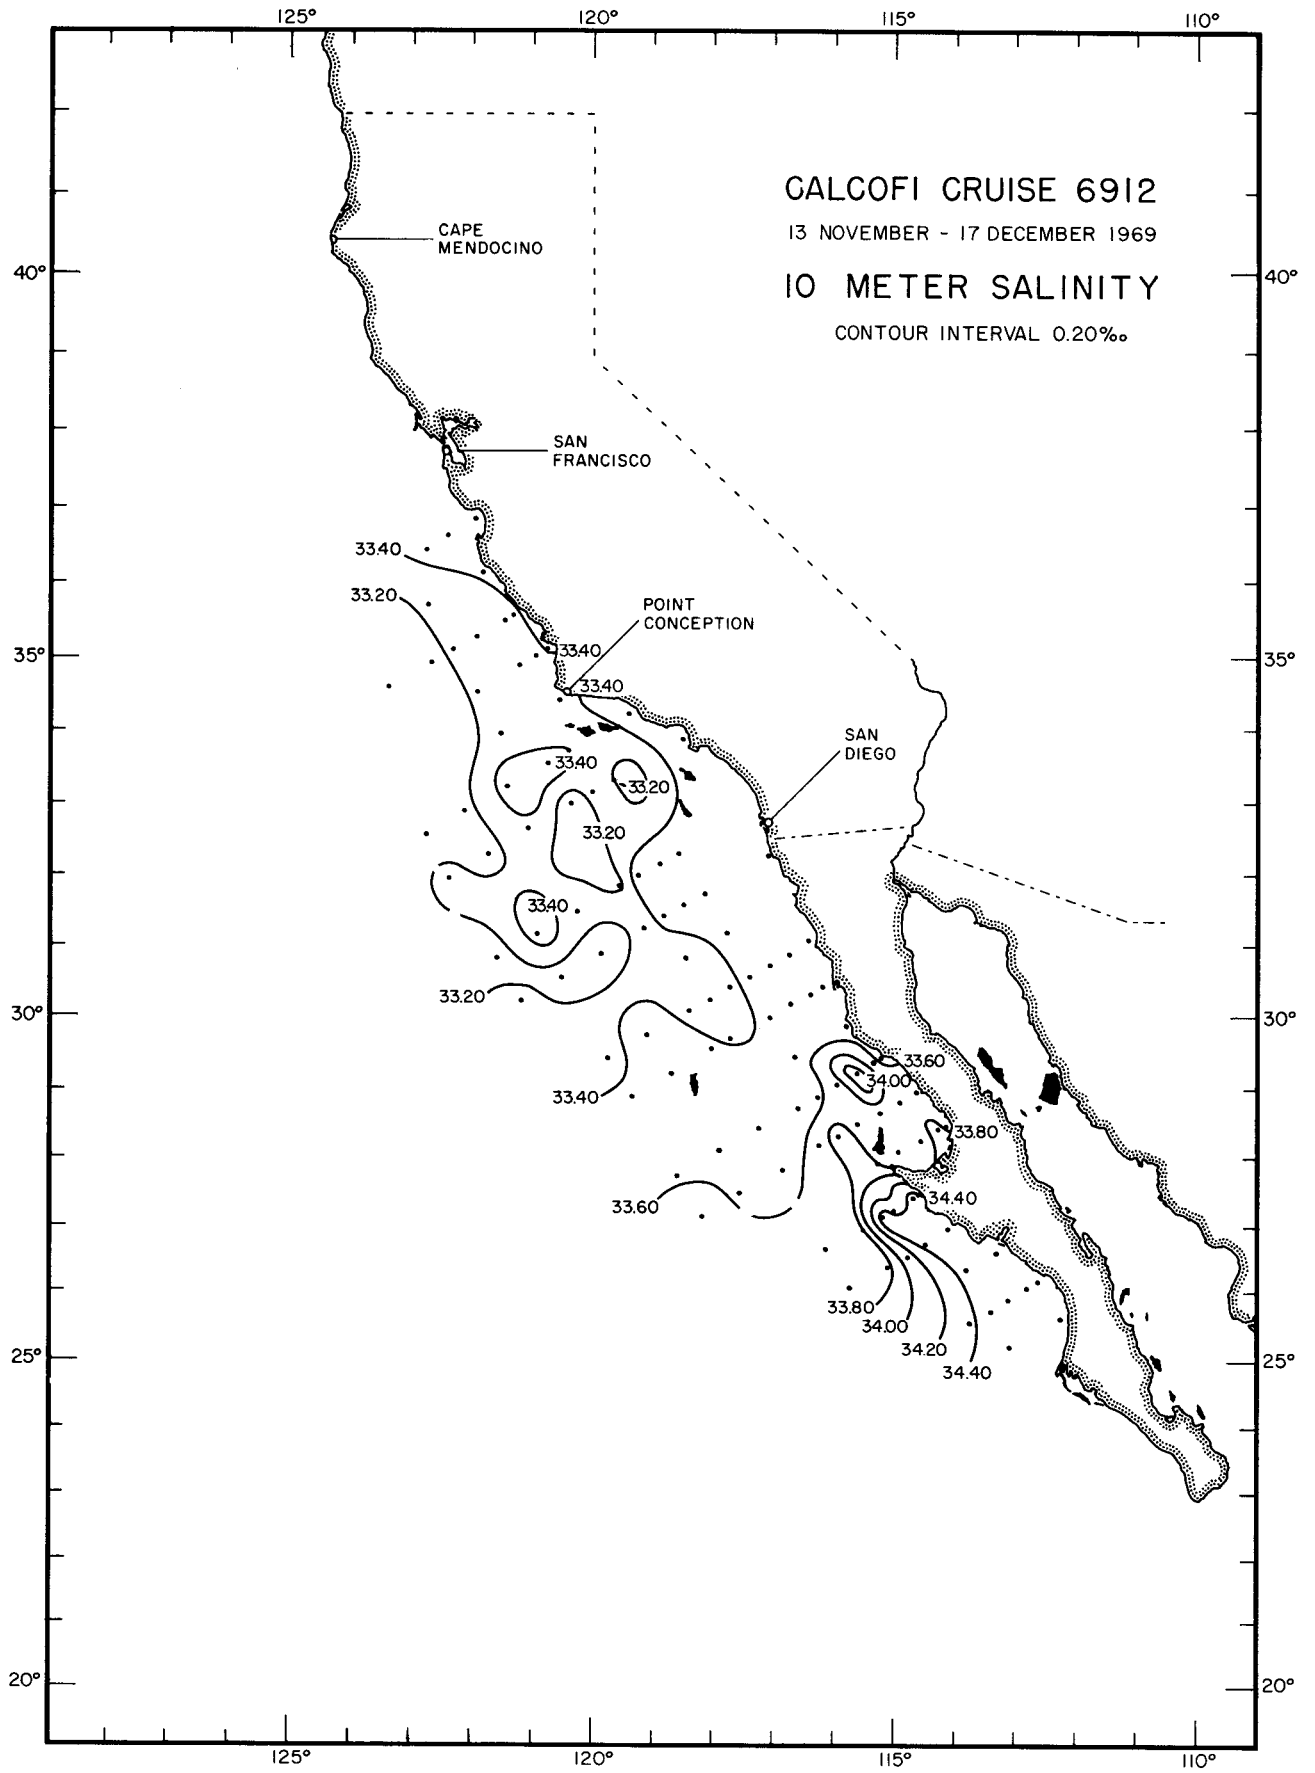 125° 120° 115° 110°
CALCOFI CRUISE 6912
13 NOVEMBER - 17 DECEMBER 1969
10 METER SALINITY
CONTOUR INTERVAL 0.20‰
CAPE
MENDOCINO
40° 40°
SAN
FRANCISCO
33.40
33.20
POINT
CONCEPTION
35° 33.40 35°
33.40
SAN
DIEGO
33.40
33.20
33.20
33.40
33.20
30° 30°
33.60
34.00
33.40
33.80
34.40
33.60
33.80
34.00
34.20
25° 25°
34.40
20° 20°
125° 120° 115° 110°